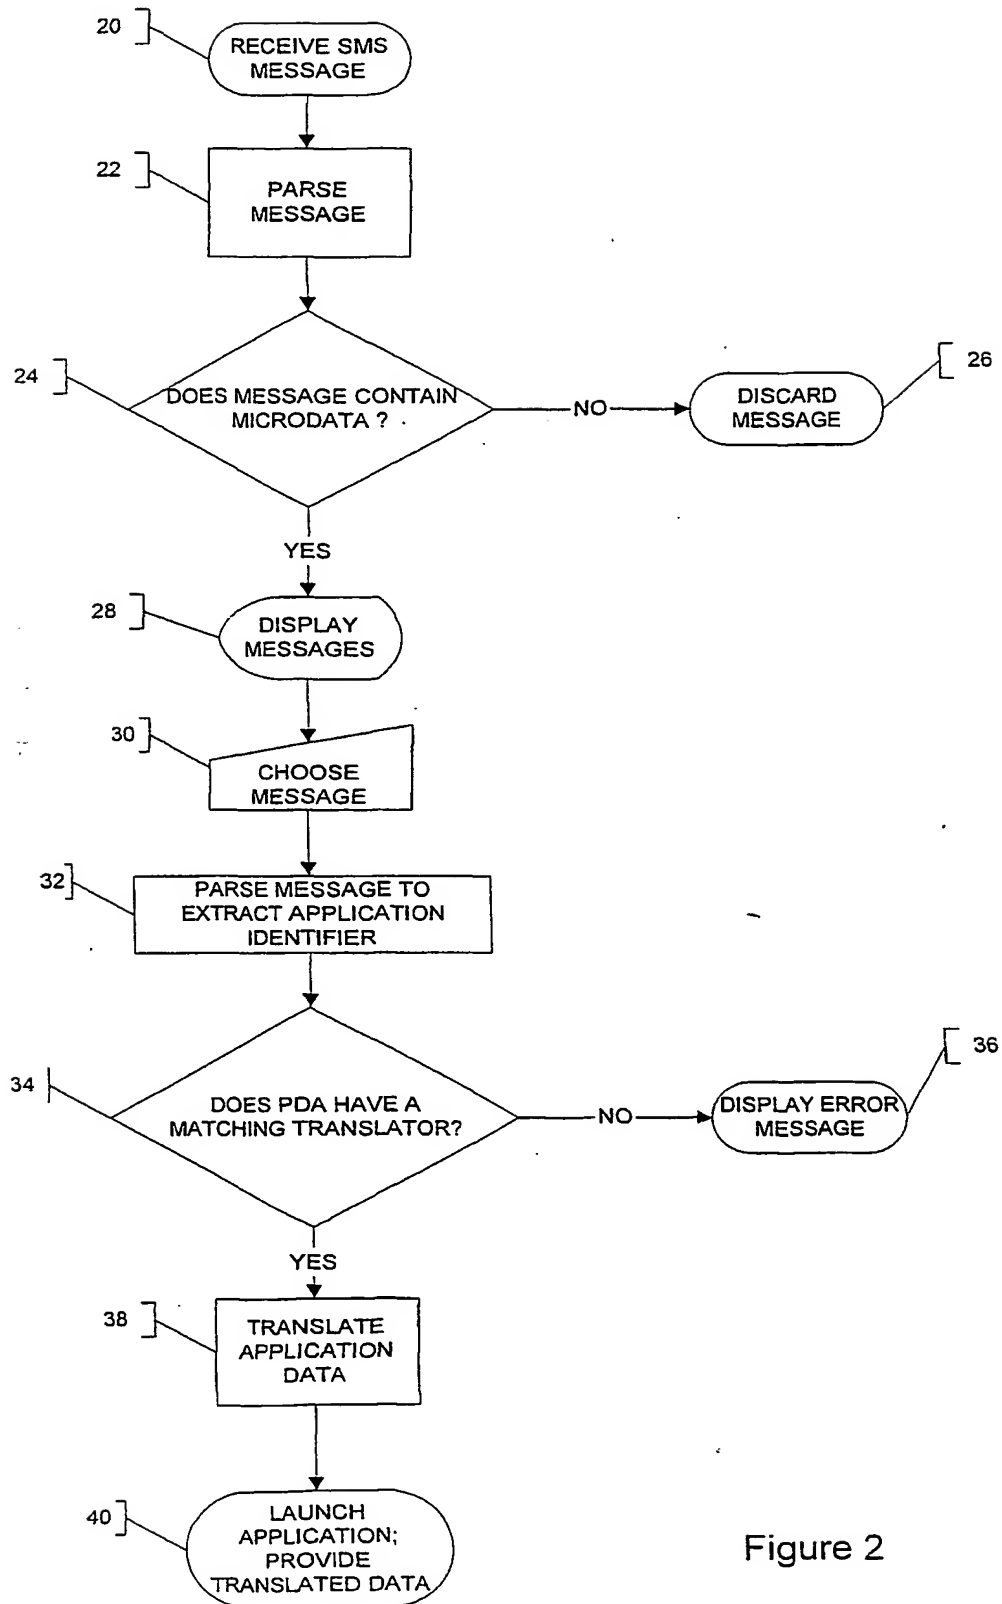 20
RECEIVE SMS
MESSAGE
22
PARSE
MESSAGE
24
DOES MESSAGE CONTAIN
MICRODATA ?
NO
26
DISCARD
MESSAGE
YES
28
DISPLAY
MESSAGES
30
CHOOSE
MESSAGE
32
PARSE MESSAGE TO
EXTRACT APPLICATION
IDENTIFIER
34
DOES PDA HAVE A
MATCHING TRANSLATOR?
NO
36
DISPLAY ERROR
MESSAGE
YES
38
TRANSLATE
APPLICATION
DATA
40
LAUNCH
APPLICATION;
PROVIDE
TRANSLATED DATA
Figure 2